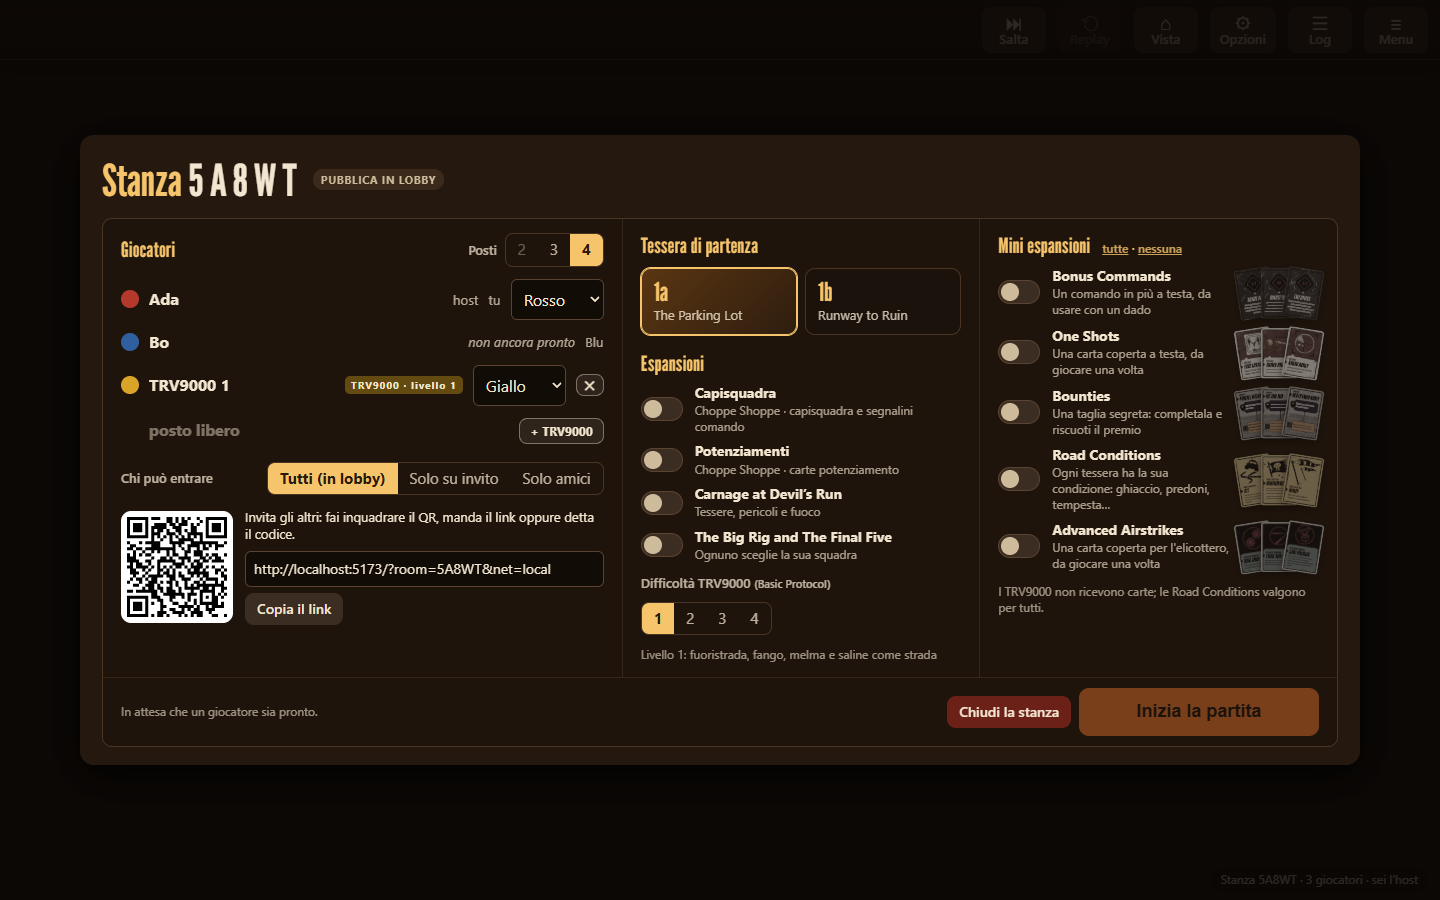 Salta
Replay
Vista
Opzioni
Log
Menu
Stanza 5A8WT
PUBBLICA IN LOBBY
Giocatori
Posti 2 3 4
Ada host tu Rosso
Bo non ancora pronto Blu
TRV9000 1 TRV9000 · livello 1 Giallo
posto libero + TRV9000
Chi può entrare Tutti (in lobby) Solo su invito Solo amici
Invita gli altri: fai inquadrare il QR, manda il link oppure detta
il codice.
http://localhost:5173/?room=5A8WT&net=local
Copia il link
Tessera di partenza
1a
The Parking Lot
1b
Runway to Ruin
Espansioni
Capisquadra
Choppe Shoppe · capisquadra e segnalini
comando
Potenziamenti
Choppe Shoppe · carte potenziamento
Carnage at Devil's Run
Tessere, pericoli e fuoco
The Big Rig and The Final Five
Ognuno sceglie la sua squadra
Difficoltà TRV9000 (Basic Protocol)
1 2 3 4
Livello 1: fuoristrada, fango, melma e saline come strada
Mini espansioni tutte · nessuna
Bonus Commands
Un comando in più a testa, da
usare con un dado
One Shots
Una carta coperta a testa, da
giocare una volta
Bounties
Una taglia segreta: completala e
riscuoti il premio
Road Conditions
Ogni tessera ha la sua
condizione: ghiaccio, predoni,
tempesta...
Advanced Airstrikes
Una carta coperta per l'elicottero,
da giocare una volta
I TRV9000 non ricevono carte; le Road Conditions valgono
per tutti.
In attesa che un giocatore sia pronto.
Chiudi la stanza
Inizia la partita
Stanza 5A8WT · 3 giocatori · sei l'host